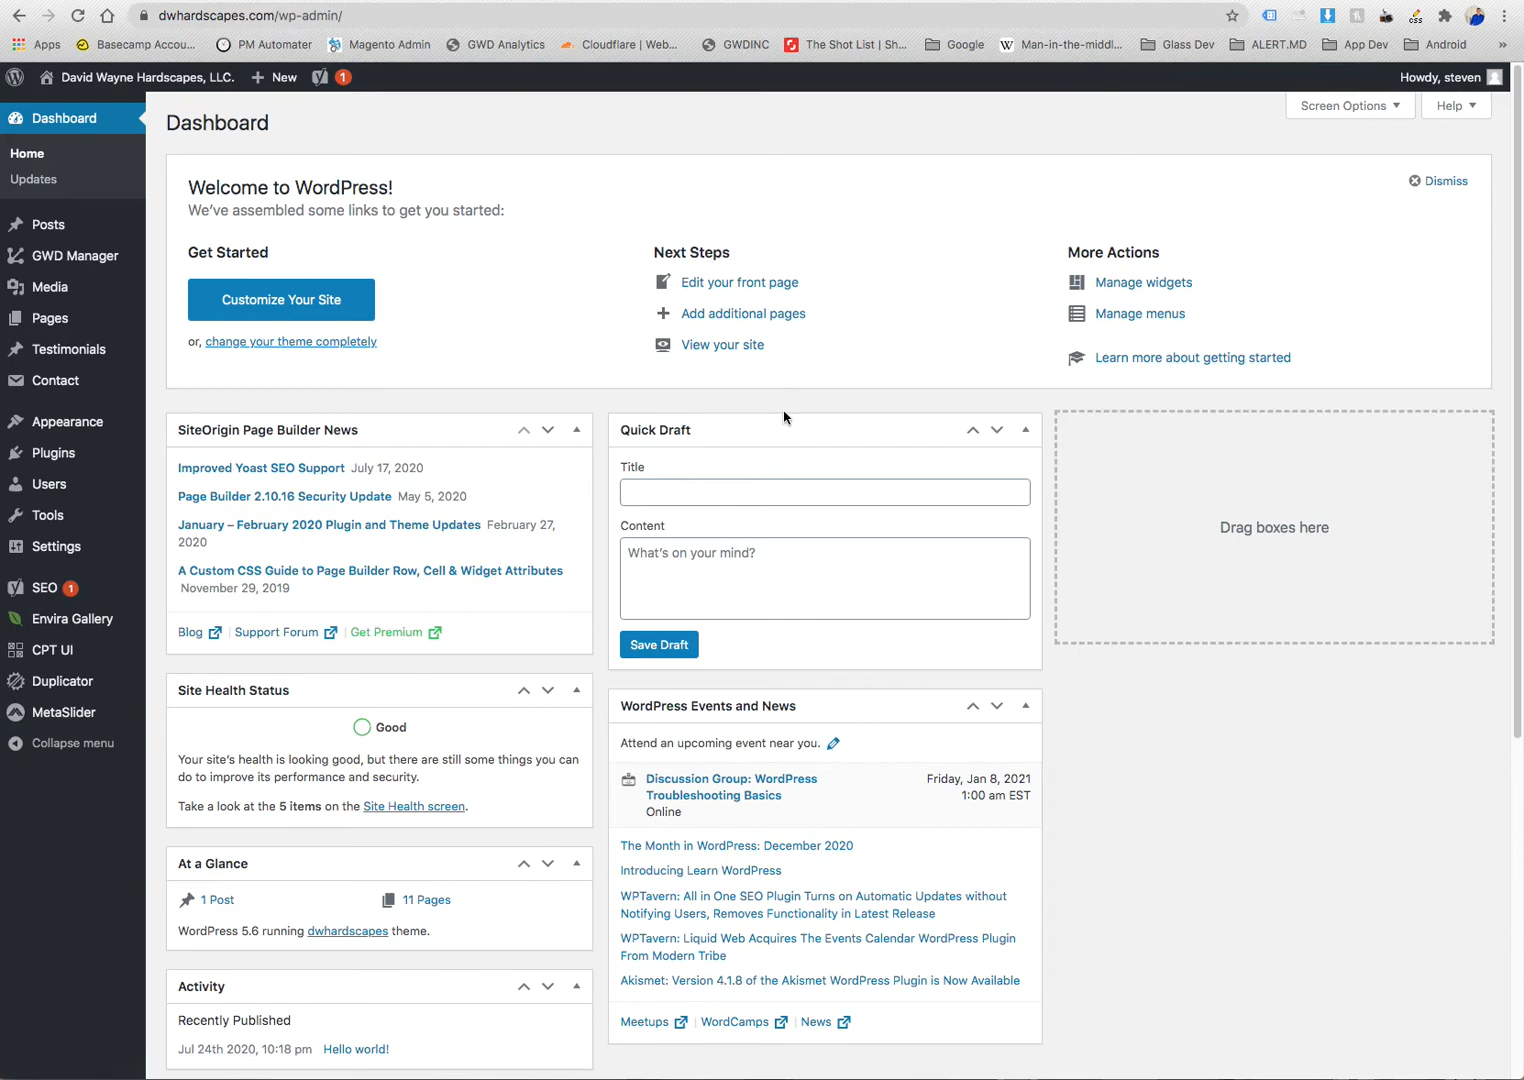 dwhardscapes.com/wp-admin/
Apps
Basecamp Accou...
PM Automater
Magento Admin
GWD Analytics
Cloudflare | Web...
GWDINC
The Shot List | Sh...
Google
Man-in-the-middl...
Glass Dev
ALERT.MD
App Dev
Android
»
David Wayne Hardscapes, LLC.
New
1
Howdy, steven
Dashboard
Home
Updates
Posts
GWD Manager
Media
Pages
Testimonials
Contact
Appearance
Plugins
Users
Tools
Settings
SEO 1
Envira Gallery
CPT UI
Duplicator
MetaSlider
Collapse menu
Screen Options
Help
Dashboard
Welcome to WordPress!
We've assembled some links to get you started:
Dismiss
Get Started
Customize Your Site
or, change your theme completely
Next Steps
Edit your front page
Add additional pages
View your site
More Actions
Manage widgets
Manage menus
Learn more about getting started
SiteOrigin Page Builder News
Improved Yoast SEO Support July 17, 2020
Page Builder 2.10.16 Security Update May 5, 2020
January – February 2020 Plugin and Theme Updates February 27,
2020
A Custom CSS Guide to Page Builder Row, Cell & Widget Attributes
November 29, 2019
Blog | Support Forum | Get Premium
Site Health Status
Good
Your site's health is looking good, but there are still some things you can
do to improve its performance and security.
Take a look at the 5 items on the Site Health screen.
At a Glance
1 Post
11 Pages
WordPress 5.6 running dwhardscapes theme.
Activity
Recently Published
Jul 24th 2020, 10:18 pm Hello world!
Quick Draft
Title
Content
What's on your mind?
Save Draft
WordPress Events and News
Attend an upcoming event near you.
Discussion Group: WordPress
Troubleshooting Basics
Online
Friday, Jan 8, 2021
1:00 am EST
The Month in WordPress: December 2020
Introducing Learn WordPress
WPTavern: All in One SEO Plugin Turns on Automatic Updates without
Notifying Users, Removes Functionality in Latest Release
WPTavern: Liquid Web Acquires The Events Calendar WordPress Plugin
From Modern Tribe
Akismet: Version 4.1.8 of the Akismet WordPress Plugin is Now Available
Meetups | WordCamps | News
Drag boxes here